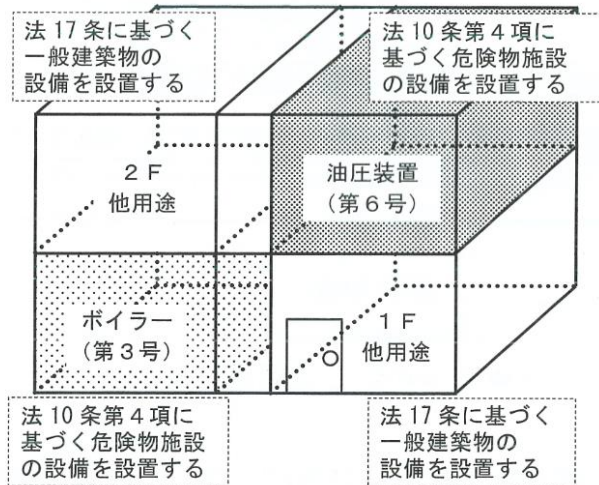 法17条に基づく
一般建築物の
設備を設置する
法10条第4項に
基づく危険物施設
の設備を設置する
2F
他用途
油圧装置
（第6号）
ボイラー
（第3号）
1F
他用途
法10条第4項に
基づく危険物施設
の設備を設置する
法17条に基づく
一般建築物の
設備を設置する